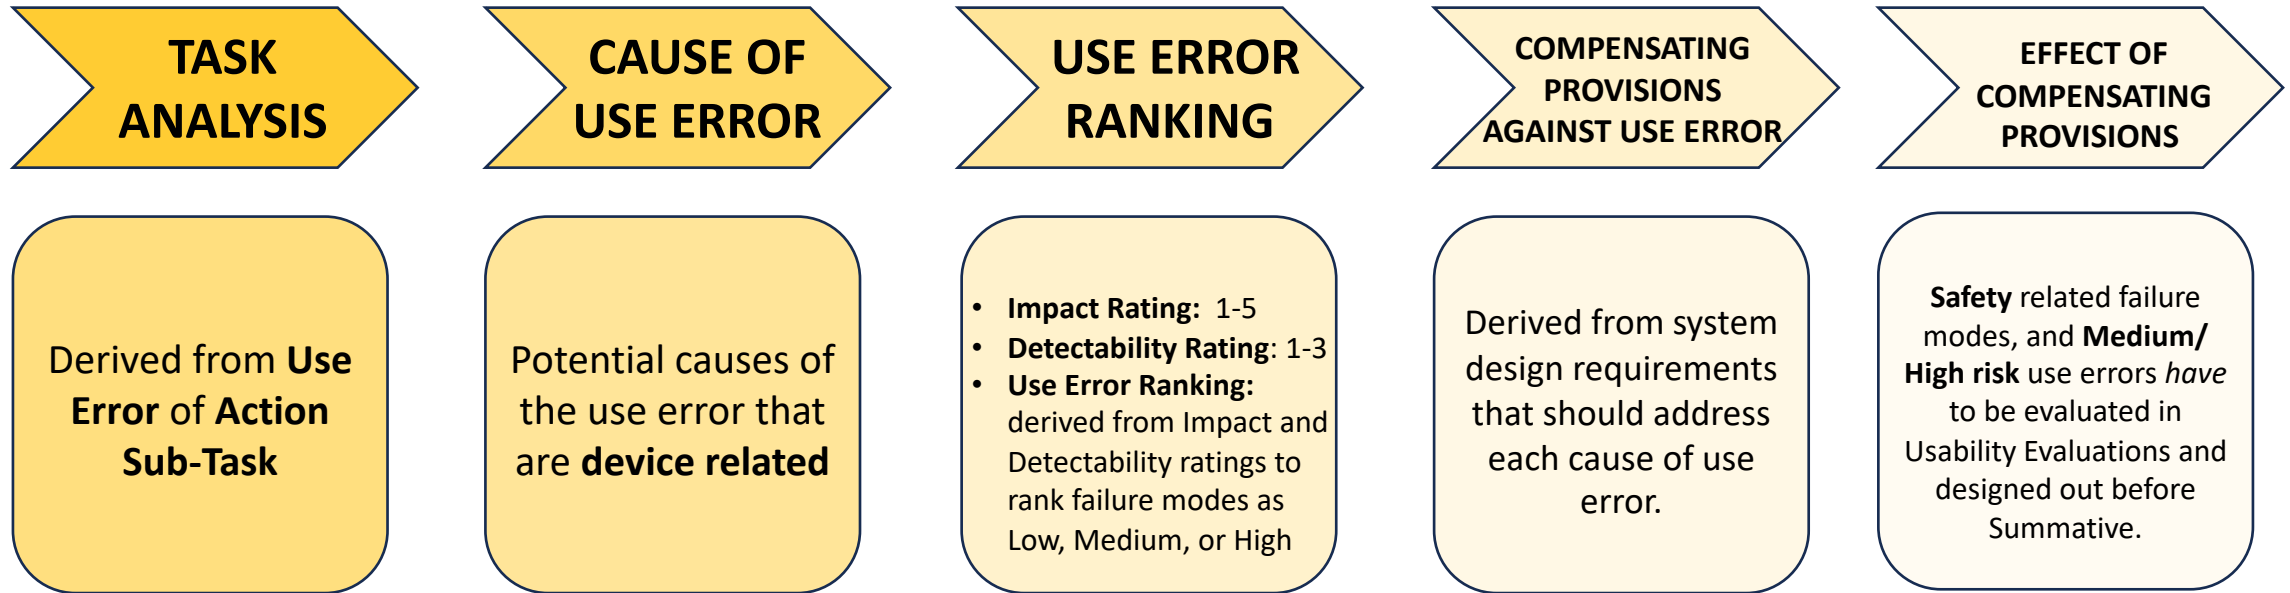 TASK
ANALYSIS
CAUSE OF
USE ERROR
USE ERROR
RANKING
COMPENSATING
PROVISIONS
AGAINST USE ERROR
EFFECT OF
COMPENSATING
PROVISIONS
Derived from Use
Error of Action
Sub-Task
Potential causes of
the use error that
are device related
• Impact Rating: 1-5
• Detectability Rating: 1-3
• Use Error Ranking:
derived from Impact and
Detectability ratings to
rank failure modes as
Low, Medium, or High
Derived from system
design requirements
that should address
each cause of use
error.
Safety related failure
modes, and Medium/
High risk use errors have
to be evaluated in
Usability Evaluations and
designed out before
Summative.